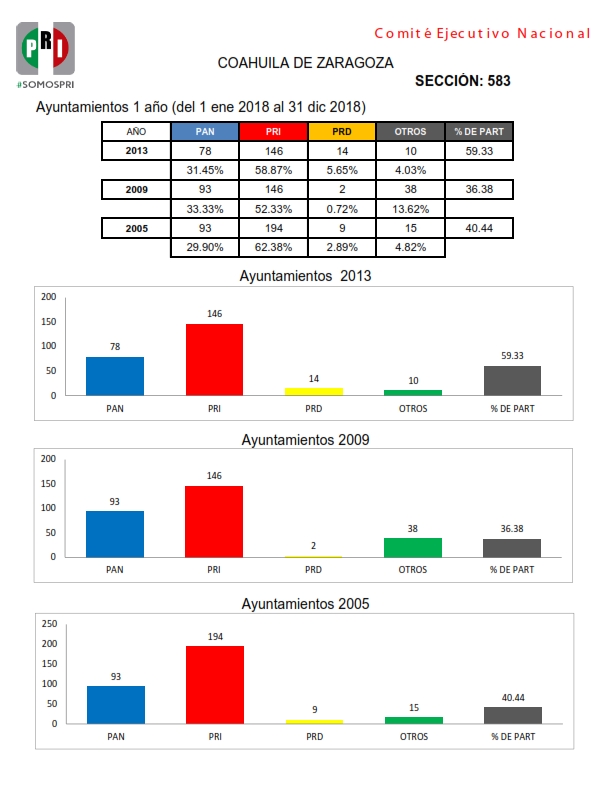 Comité Ejecutivo Nacional
PRI
#SOMOSPRI
COAHUILA DE ZARAGOZA
SECCIÓN: 583
Ayuntamientos 1 año (del 1 ene 2018 al 31 dic 2018)
AÑO PAN PRI PRD OTROS % DE PART
2013 78 146 14 10 59.33
31.45% 58.87% 5.65% 4.03%
2009 93 146 2 38 36.38
33.33% 52.33% 0.72% 13.62%
2005 93 194 9 15 40.44
29.90% 62.38% 2.89% 4.82%
Ayuntamientos 2013
200
150
100
50
0
78 146 14 10 59.33
PAN PRI PRD OTROS % DE PART
Ayuntamientos 2009
200
150
100
50
0
93 146 2 38 36.38
PAN PRI PRD OTROS % DE PART
Ayuntamientos 2005
250
200
150
100
50
0
93 194 9 15 40.44
PAN PRI PRD OTROS % DE PART